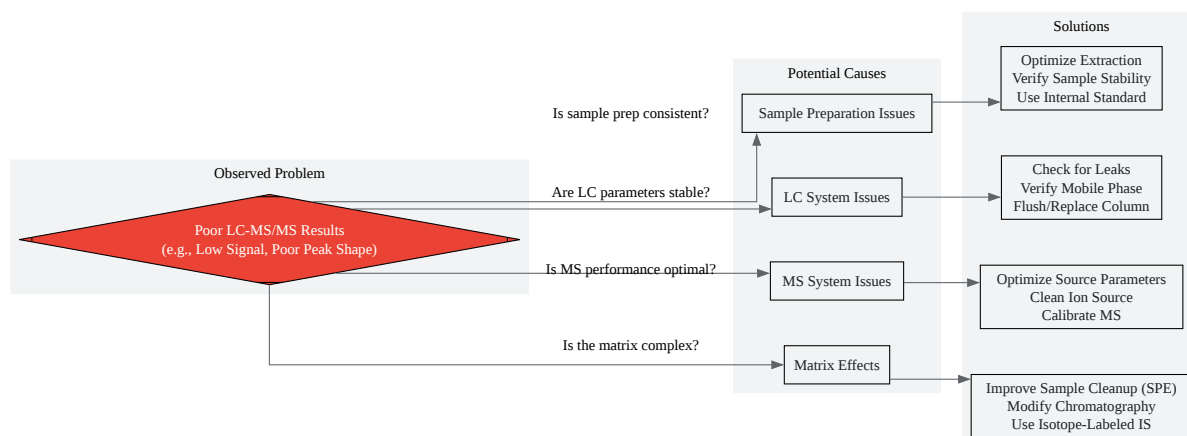 Observed Problem
Poor LC-MS/MS Results
(e.g., Low Signal, Poor Peak Shape)
Is sample prep consistent?
Are LC parameters stable?
Is MS performance optimal?
Is the matrix complex?
Potential Causes
Sample Preparation Issues
LC System Issues
MS System Issues
Matrix Effects
Solutions
Optimize Extraction
Verify Sample Stability
Use Internal Standard
Check for Leaks
Verify Mobile Phase
Flush/Replace Column
Optimize Source Parameters
Clean Ion Source
Calibrate MS
Improve Sample Cleanup (SPE)
Modify Chromatography
Use Isotope-Labeled IS